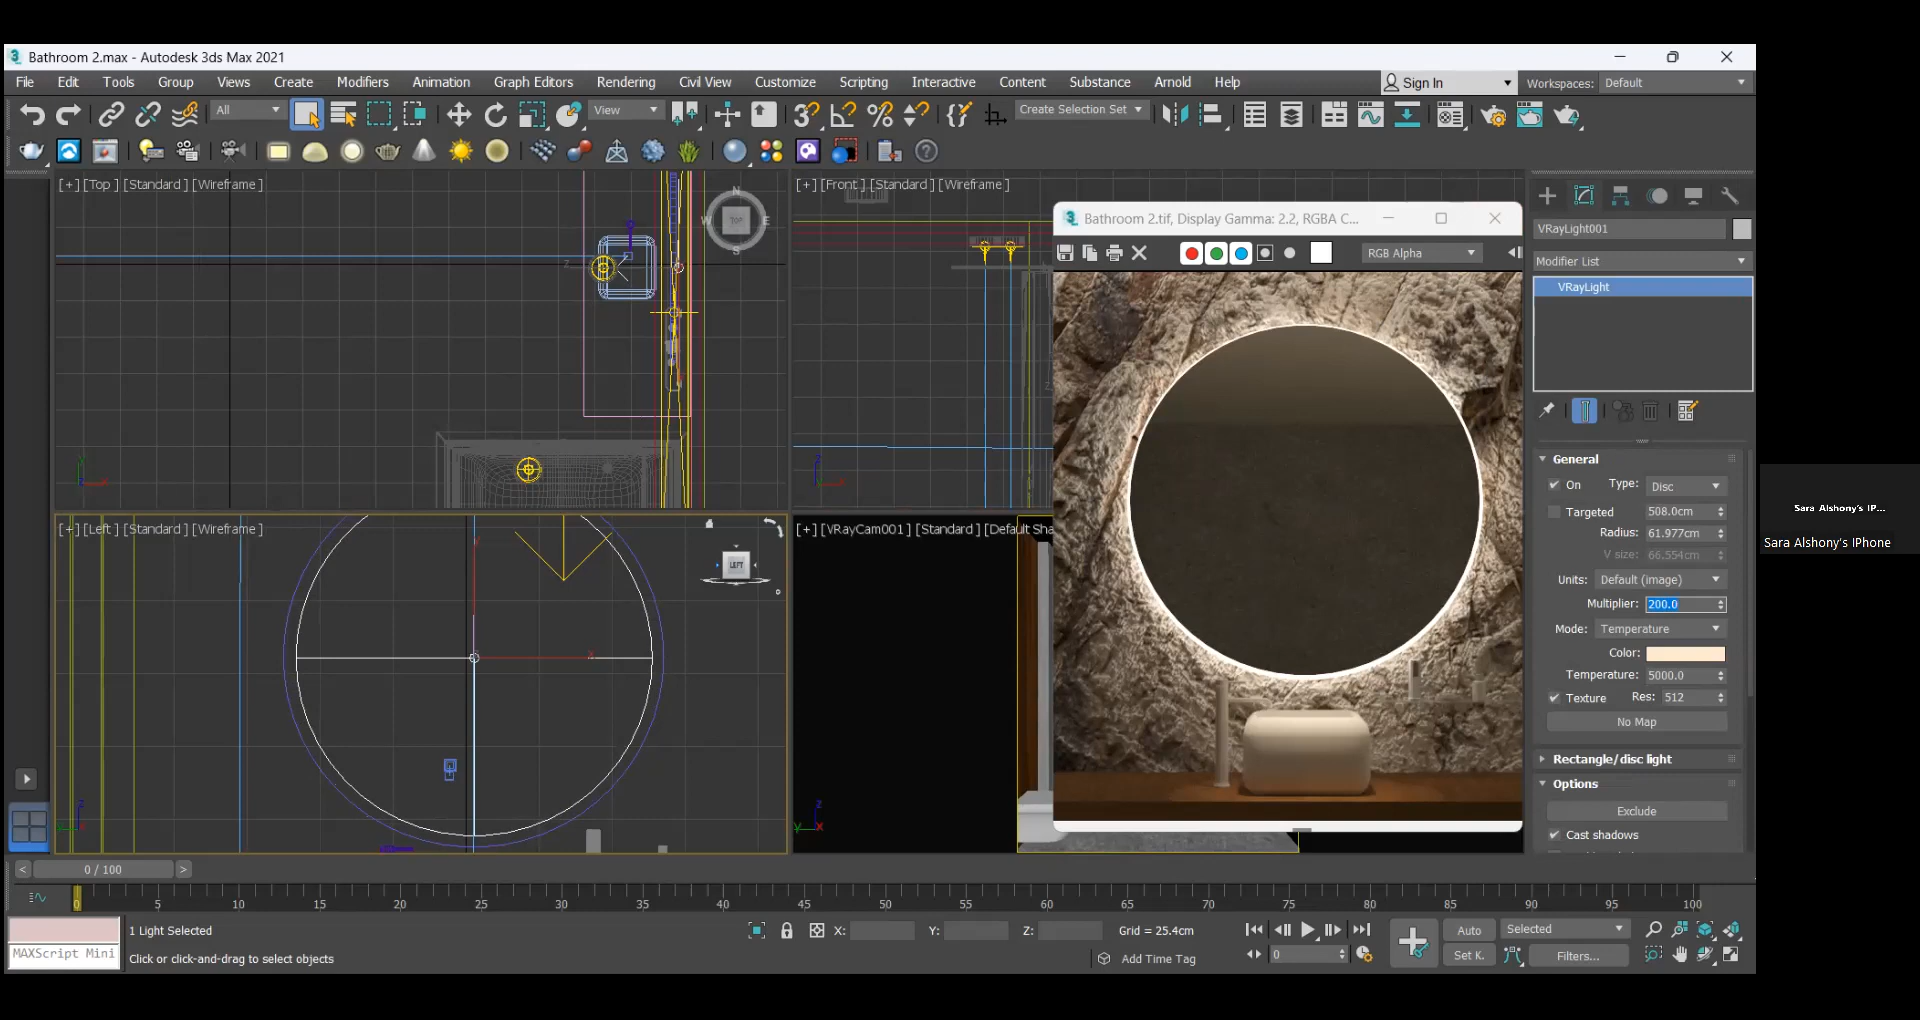 Bathroom 2.max - Autodesk 3ds Max 2021
File Edit Tools Group Views Create Modifiers Animation Graph Editors Rendering Civil View Customize Scripting Interactive Content Substance Arnold Help
Sign In
Workspaces: Default
All
View
Create Selection Set
[+] [Top ] [Standard ] [Wireframe ]
N
W TOP E
S
[+] [Front ] [Standard ] [Wireframe ]
Bathroom 2.tif, Display Gamma: 2.2, RGBA C...
RGB Alpha
VRayLight001
Modifier List
VRayLight
General
On Type: Disc
Targeted 508.0cm
Radius: 61.977cm
V size: 66.554cm
Units: Default (image)
Multiplier: 200.0
Mode: Temperature
Color:
Temperature: 5000.0
Texture Res: 512
No Map
Rectangle/disc light
Options
Exclude
Cast shadows
[+] [Left ] [Standard ] [Wireframe ]
LEFT
[+] [VRayCam001 ] [Standard ] [Default Sha
Sara Alshony's IP...
Sara Alshony's IPhone
< 0 / 100 >
0 5 10 15 20 25 30 35 40 45 50 55 60 65 70 75 80 85 90 95 100
MAXScript Mini
1 Light Selected
Click or click-and-drag to select objects
X: Y: Z: Grid = 25.4cm
Add Time Tag
0
Auto Selected
Set K. Filters...